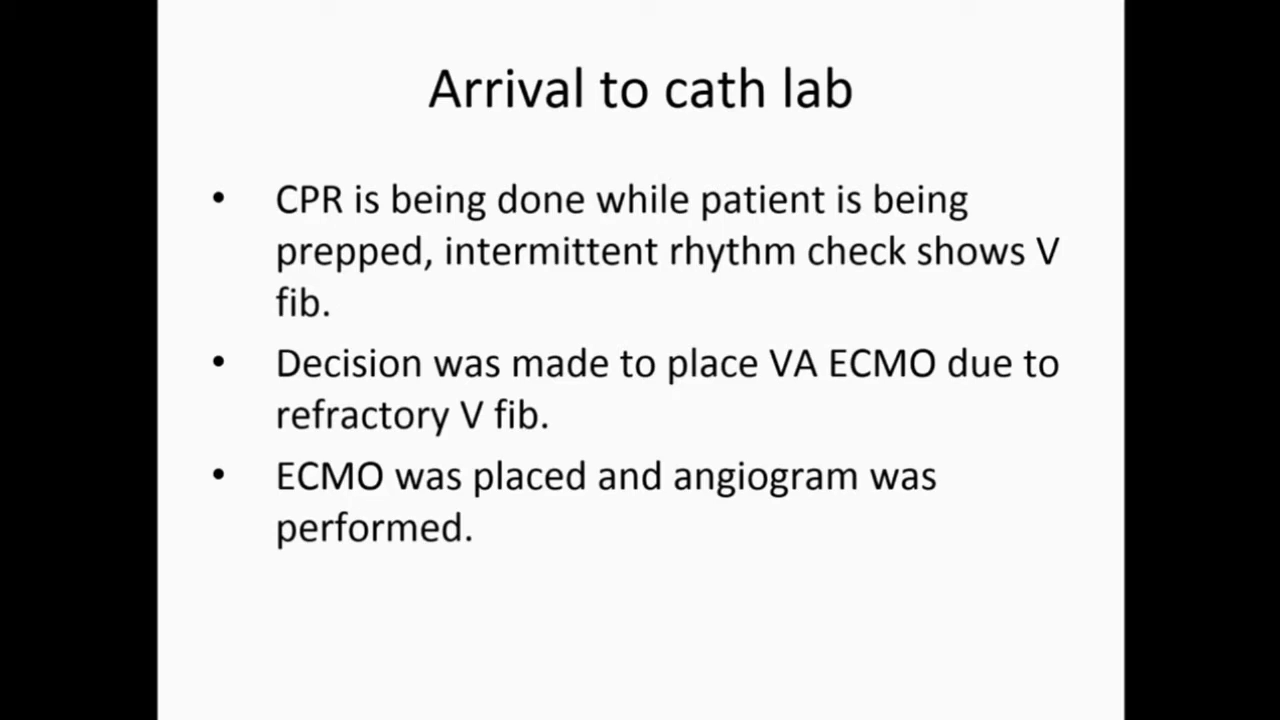 Arrival to cath lab
• CPR is being done while patient is being
prepped, intermittent rhythm check shows V
fib.
• Decision was made to place VA ECMO due to
refractory V fib.
• ECMO was placed and angiogram was
performed.